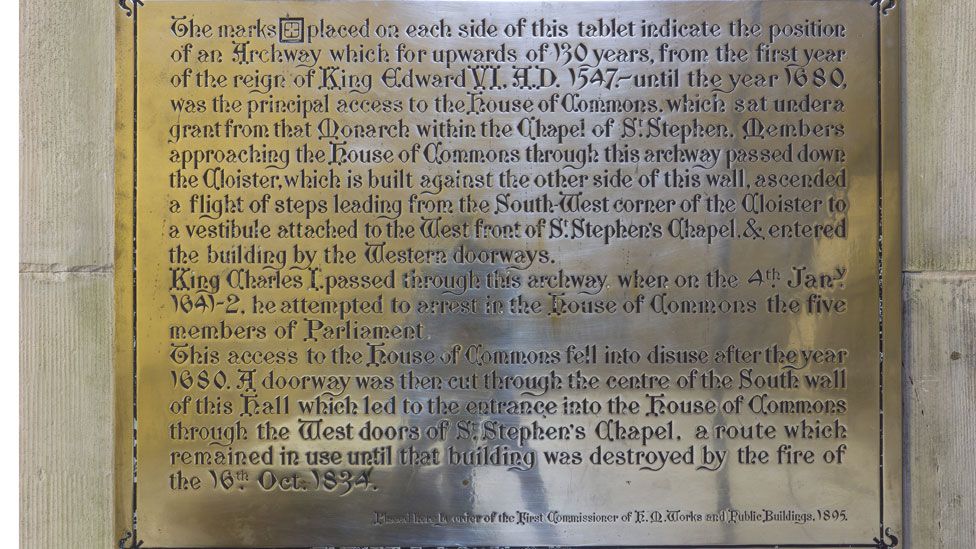 The marks placed on each side of this tablet indicate the position
of an Archway which for upwards of 130 years, from the first year
of the reign of King Edward VI. A.D. 1547.—until the year 1680,
was the principal access to the House of Commons, which sat under a
grant from that Monarch within the Chapel of St. Stephen. Members
approaching the House of Commons through this archway passed down
the Cloister, which is built against the other side of this wall, ascended
a flight of steps leading from the South-West corner of the Cloister to
a vestibule attached to the West front of St. Stephen's Chapel, & entered
the building by the Western doorways.
King Charles I. passed through this archway, when on the 4th Jany.
1641-2, he attempted to arrest in the House of Commons the five
members of Parliament.
This access to the House of Commons fell into disuse after the year
1680. A doorway was then cut through the centre of the South wall
of this Hall which led to the entrance into the House of Commons
through the West doors of St. Stephen's Chapel, a route which
remained in use until that building was destroyed by the fire of
the 16th Oct: 1834.
Placed here by order of the First Commissioner of H.M. Works and Public Buildings, 1895.